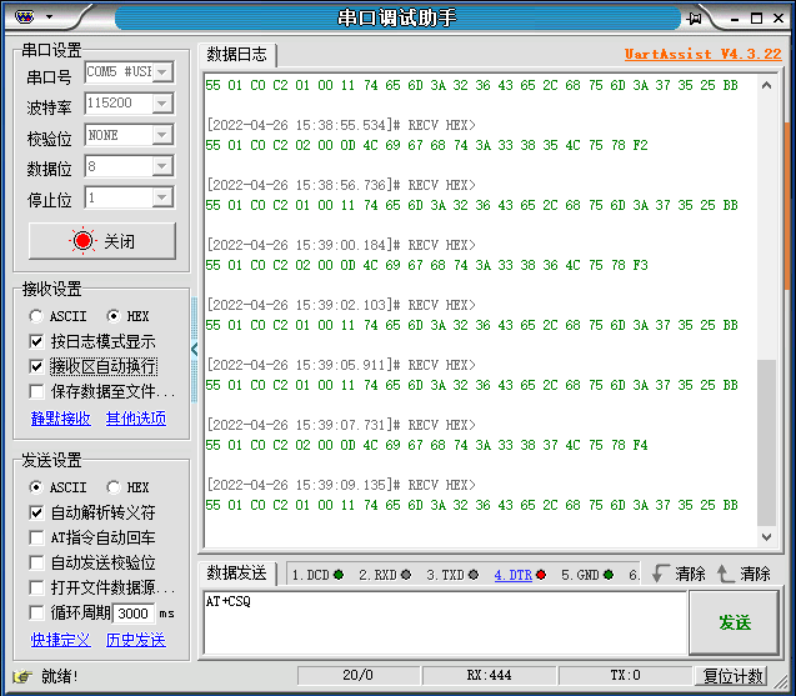 串口调试助手
串口设置
串口号 COM5 #USE
波特率 115200
校验位 NONE
数据位 8
停止位 1
关闭
接收设置
ASCII HEX
按日志模式显示
接收区自动换行
保存数据至文件...
静默接收 其他选项
发送设置
ASCII HEX
自动解析转义符
AT指令自动回车
自动发送校验位
打开文件数据源...
循环周期 3000 ms
快捷定义 历史发送
数据日志 UartAssist V4.3.22
55 01 C0 C2 01 00 11 74 65 6D 3A 32 36 43 65 2C 68 75 6D 3A 37 35 25 BB
[2022-04-26 15:38:55.534]# RECV HEX>
55 01 C0 C2 02 00 0D 4C 69 67 68 74 3A 33 38 35 4C 75 78 F2
[2022-04-26 15:38:56.736]# RECV HEX>
55 01 C0 C2 01 00 11 74 65 6D 3A 32 36 43 65 2C 68 75 6D 3A 37 35 25 BB
[2022-04-26 15:39:00.184]# RECV HEX>
55 01 C0 C2 02 00 0D 4C 69 67 68 74 3A 33 38 36 4C 75 78 F3
[2022-04-26 15:39:02.103]# RECV HEX>
55 01 C0 C2 01 00 11 74 65 6D 3A 32 36 43 65 2C 68 75 6D 3A 37 35 25 BB
[2022-04-26 15:39:05.911]# RECV HEX>
55 01 C0 C2 01 00 11 74 65 6D 3A 32 36 43 65 2C 68 75 6D 3A 37 35 25 BB
[2022-04-26 15:39:07.731]# RECV HEX>
55 01 C0 C2 02 00 0D 4C 69 67 68 74 3A 33 38 37 4C 75 78 F4
[2022-04-26 15:39:09.135]# RECV HEX>
55 01 C0 C2 01 00 11 74 65 6D 3A 32 36 43 65 2C 68 75 6D 3A 37 35 25 BB
数据发送 1.DCD 2.RXD 3.TXD 4.DTR 5.GND 6. 清除 清除
AT+CSQ
发送
就绪! 20/0 RX:444 TX:0 复位计数